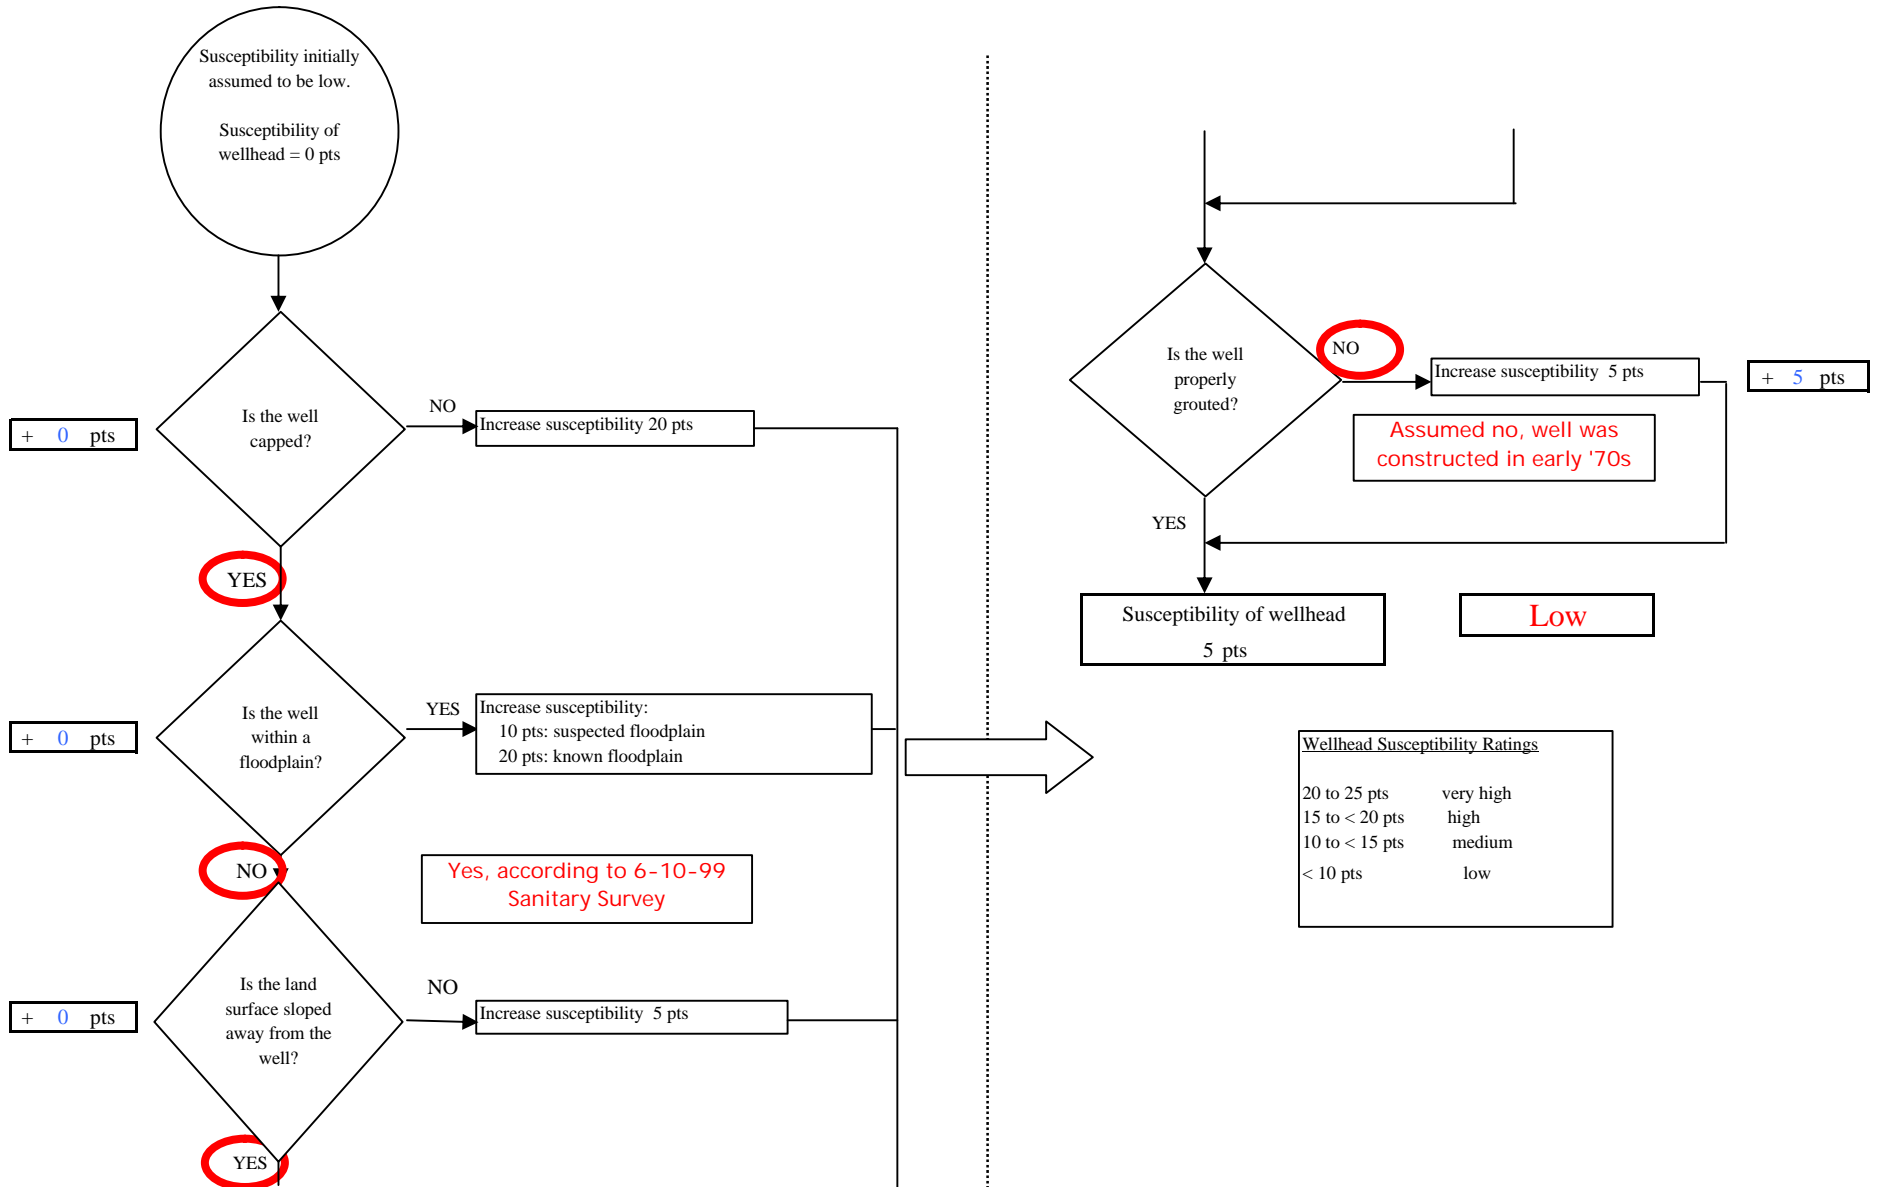 Susceptibility initially
assumed to be low.
Susceptibility of
wellhead = 0 pts
Is the well
capped?
NO
Increase susceptibility 20 pts
+ 0 pts
YES
Is the well
within a
floodplain?
YES
Increase susceptibility:
10 pts: suspected floodplain
20 pts: known floodplain
+ 0 pts
NO
Yes, according to 6-10-99
Sanitary Survey
Is the land
surface sloped
away from the
well?
NO
Increase susceptibility 5 pts
+ 0 pts
YES
Is the well
properly
grouted?
NO
Increase susceptibility 5 pts
+ 5 pts
Assumed no, well was
constructed in early '70s
YES
Susceptibility of wellhead
5 pts
Low
Wellhead Susceptibility Ratings
20 to 25 pts very high
15 to < 20 pts high
10 to < 15 pts medium
< 10 pts low